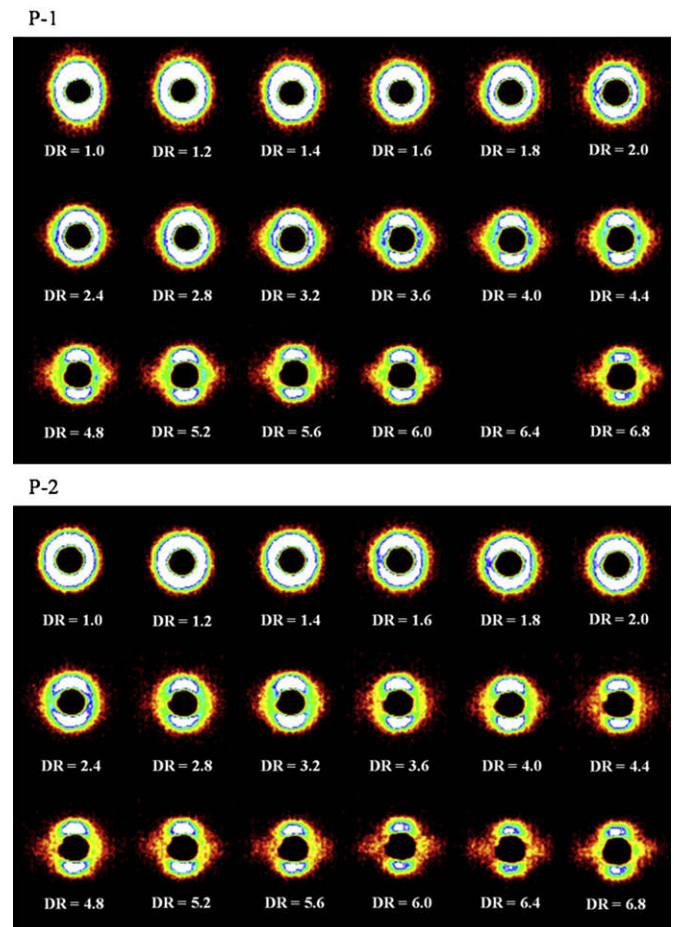 P-1
DR = 1.0 DR = 1.2 DR = 1.4 DR = 1.6 DR = 1.8 DR = 2.0
DR = 2.4 DR = 2.8 DR = 3.2 DR = 3.6 DR = 4.0 DR = 4.4
DR = 4.8 DR = 5.2 DR = 5.6 DR = 6.0 DR = 6.4 DR = 6.8
P-2
DR = 1.0 DR = 1.2 DR = 1.4 DR = 1.6 DR = 1.8 DR = 2.0
DR = 2.4 DR = 2.8 DR = 3.2 DR = 3.6 DR = 4.0 DR = 4.4
DR = 4.8 DR = 5.2 DR = 5.6 DR = 6.0 DR = 6.4 DR = 6.8